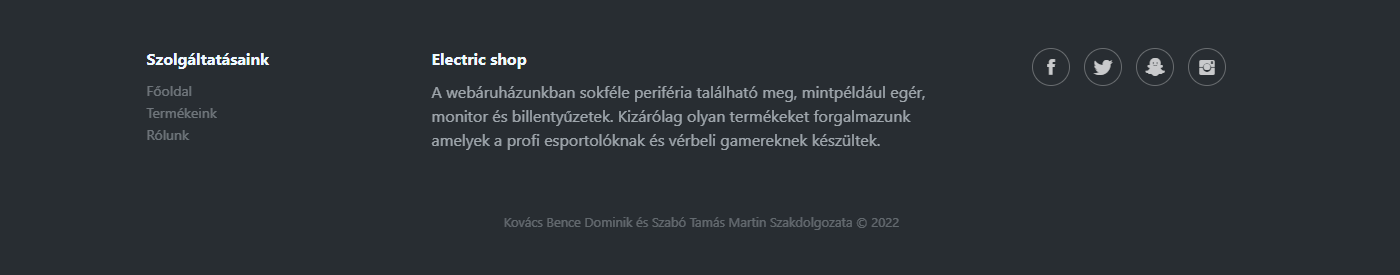 Szolgáltatásaink
Főoldal
Termékeink
Rólunk
Electric shop
A webáruházunkban sokféle periféria található meg, mintpéldául egér,
monitor és billentyűzetek. Kizárólag olyan termékeket forgalmazunk
amelyek a profi esportolóknak és vérbeli gamereknek készültek.
Kovács Bence Dominik és Szabó Tamás Martin Szakdolgozata © 2022